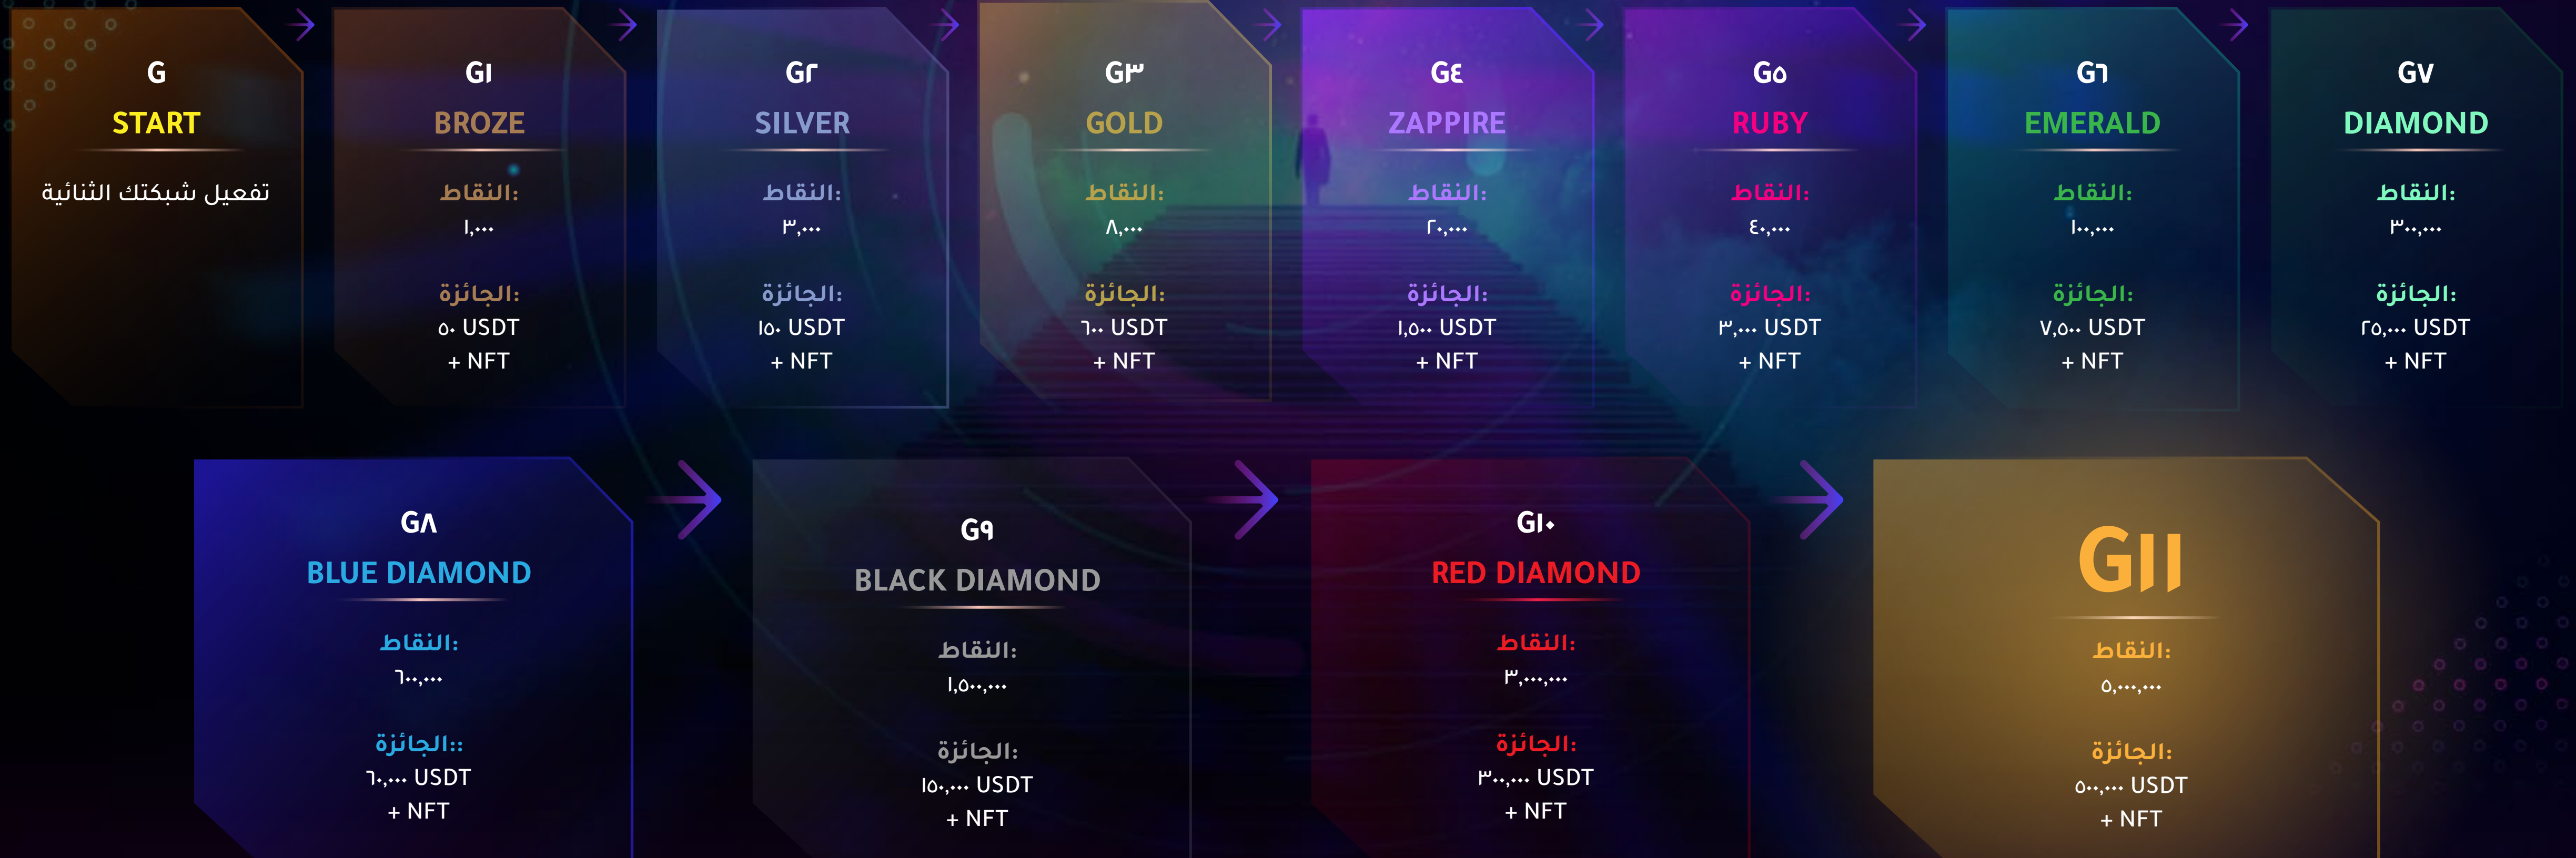 G
START
تفعيل شبكتك الثنائية
G١
BROZE
النقاط:
١,٠٠٠
الجائزة:
٥٠ USDT
+ NFT
G٢
SILVER
النقاط:
٣,٠٠٠
الجائزة:
١٥٠ USDT
+ NFT
G٣
GOLD
النقاط:
٨,٠٠٠
الجائزة:
٦٠٠ USDT
+ NFT
G٤
ZAPPIRE
النقاط:
٢٠,٠٠٠
الجائزة:
١,٥٠٠ USDT
+ NFT
G٥
RUBY
النقاط:
٤٠,٠٠٠
الجائزة:
٣,٠٠٠ USDT
+ NFT
G٦
EMERALD
النقاط:
١٠٠,٠٠٠
الجائزة:
٧,٥٠٠ USDT
+ NFT
G٧
DIAMOND
النقاط:
٣٠٠,٠٠٠
الجائزة:
٢٥,٠٠٠ USDT
+ NFT
G٨
BLUE DIAMOND
النقاط:
٦٠٠,٠٠٠
الجائزة::
٦٠,٠٠٠ USDT
+ NFT
G٩
BLACK DIAMOND
النقاط:
١,٥٠٠,٠٠٠
الجائزة:
١٥٠,٠٠٠ USDT
+ NFT
G١٠
RED DIAMOND
النقاط:
٣,٠٠٠,٠٠٠
الجائزة:
٣٠٠,٠٠٠ USDT
+ NFT
G١١
النقاط:
٥,٠٠٠,٠٠٠
الجائزة:
٥٠٠,٠٠٠ USDT
+ NFT